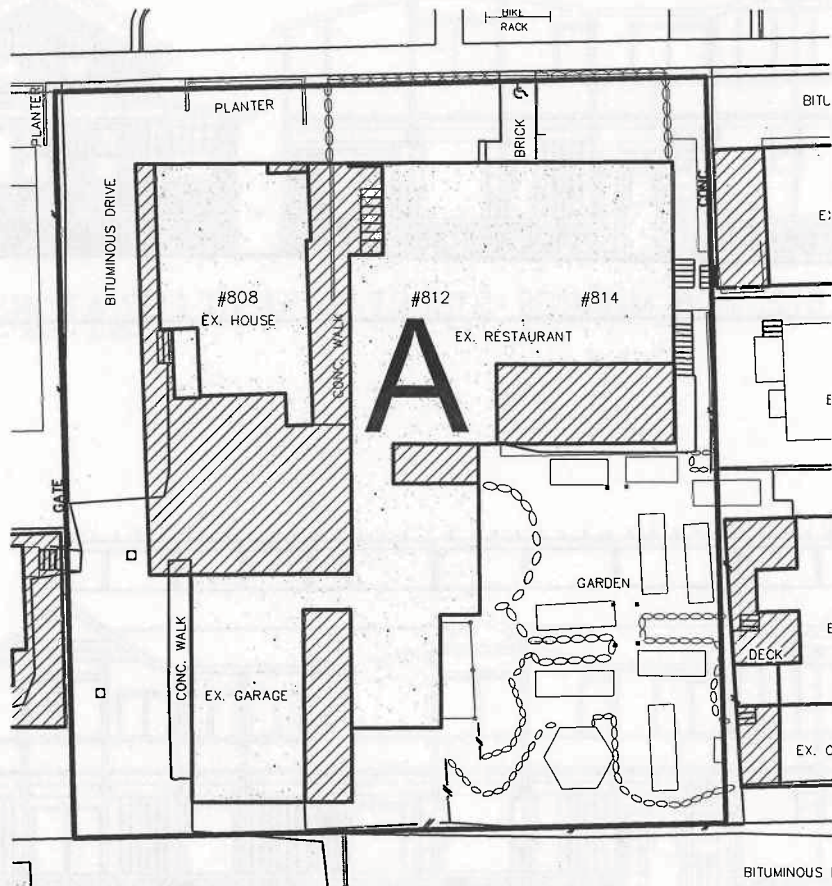 BIKE
RACK
PLANTER
PLANTER
BRICK
BITU
BITUMINOUS DRIVE
CONC
#808
EX. HOUSE
#812
#814
EX. RESTAURANT
CONC. WALK
A
GATE
GARDEN
DECK
CONC. WALK
EX. GARAGE
EX.
BITUMINOUS